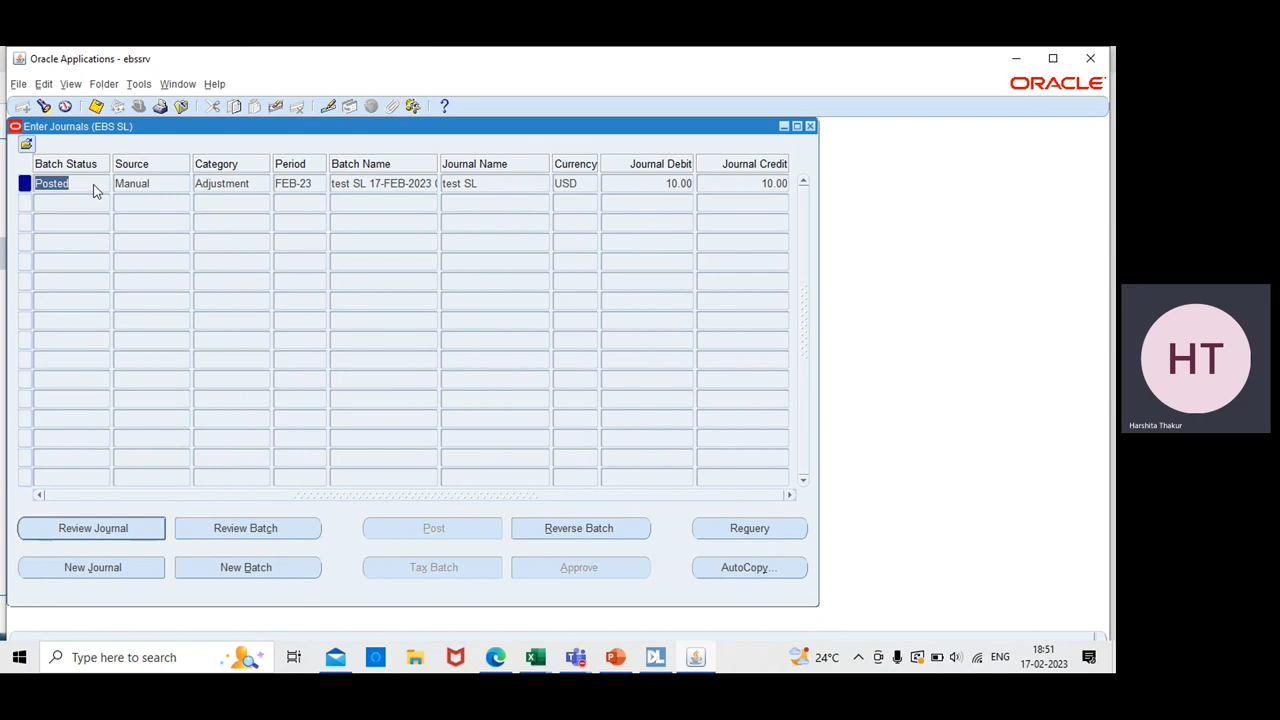 Oracle Applications - ebssrv
File Edit View Folder Tools Window Help
ORACLE
Enter Journals (EBS SL)
Batch Status Source Category Period Batch Name Journal Name Currency Journal Debit Journal Credit
Posted Manual Adjustment FEB-23 test SL 17-FEB-2023 test SL USD 10.00 10.00
Review Journal Review Batch Post Reverse Batch Requery
New Journal New Batch Tax Batch Approve AutoCopy...
HT
Harshita Thakur
Type here to search
24°C ENG 18:51
17-02-2023